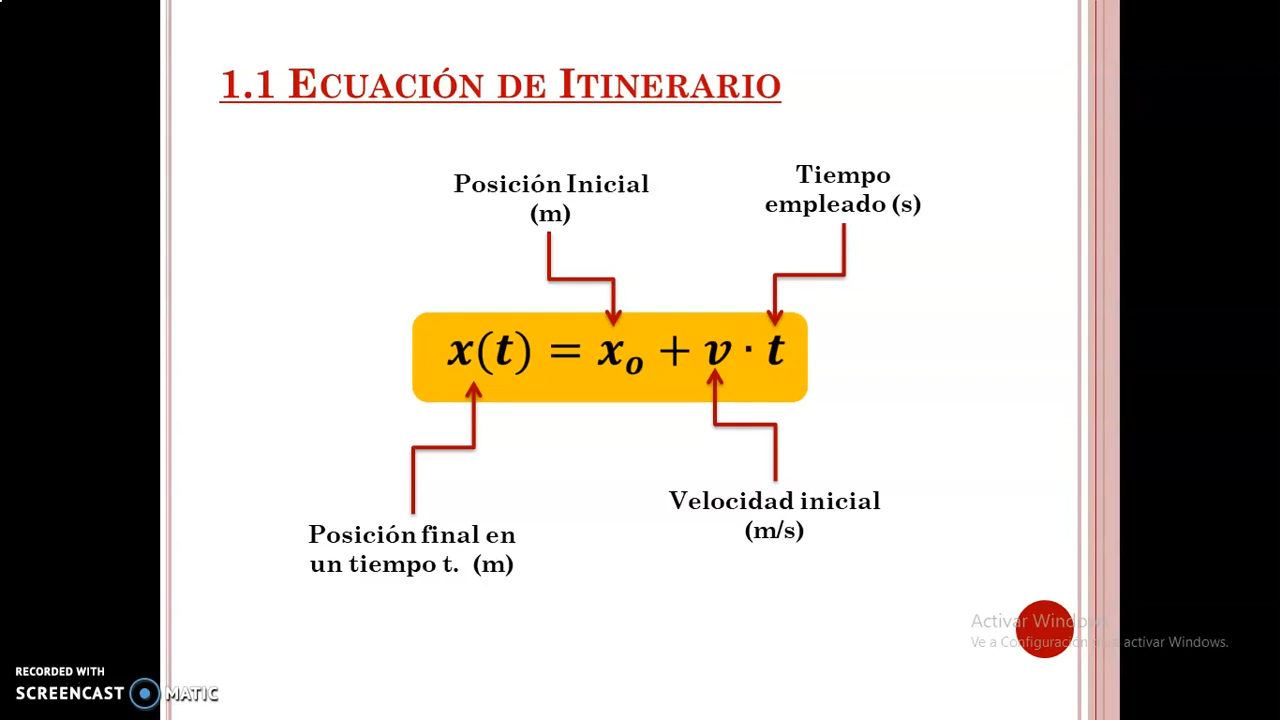 1.1 ECUACIÓN DE ITINERARIO
Posición Inicial
(m)
Tiempo
empleado (s)
x(t) = xₒ + v · t
Velocidad inicial
(m/s)
Posición final en
un tiempo t. (m)
Activar Windows
Ve a Configuración para activar Windows.
RECORDED WITH
SCREENCAST MATIC